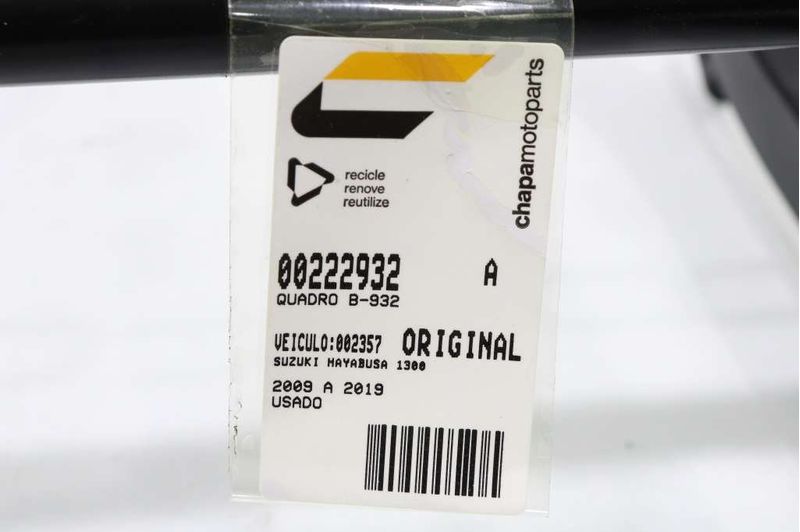 chapamotoparts
recicle
renove
reutilize
00222932 A
QUADRO B-932
VEICULO:002357 ORIGINAL
SUZUKI HAYABUSA 1300
2009 A 2019
USADO